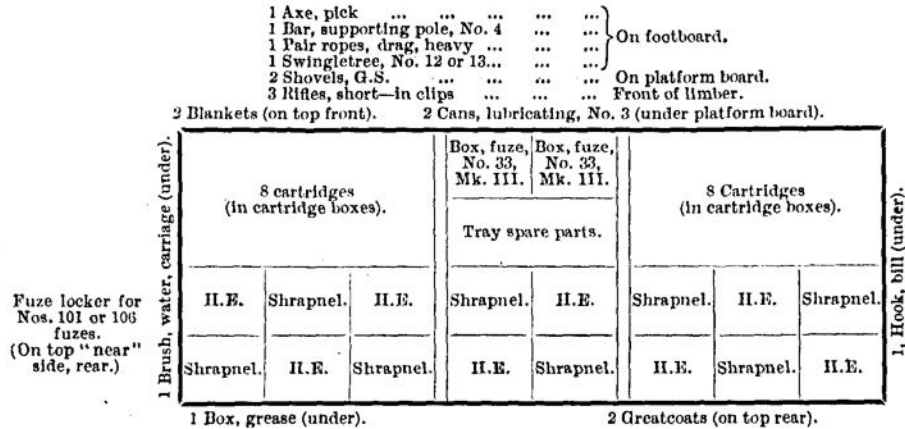 1 Axe, pick ... ... ... ... ...
1 Bar, supporting pole, No. 4 ... ...
1 Pair ropes, drag, heavy ... ... ...
1 Swingletree, No. 12 or 13... ... ...
On footboard.
2 Shovels, G.S. ... ... ... ... On platform board.
3 Rifles, short—in clips ... ... ... Front of limber.
2 Blankets (on top front). 2 Cans, lubricating, No. 3 (under platform board).
1 Brush, water, carriage (under).
8 cartridges
(in cartridge boxes).
Box, fuze,
No. 33,
Mk. III.
Box, fuze,
No. 33,
Mk. III.
Tray spare parts.
8 Cartridges
(in cartridge boxes).
1, Hook, bill (under).
Fuze locker for
Nos. 101 or 106
fuzes.
(On top "near"
side, rear.)
H.E. Shrapnel. H.E. Shrapnel. H.E. Shrapnel. H.E. Shrapnel.
Shrapnel. H.E. Shrapnel. H.E. Shrapnel. H.E. Shrapnel. H.E.
1 Box, grease (under). 2 Greatcoats (on top rear).